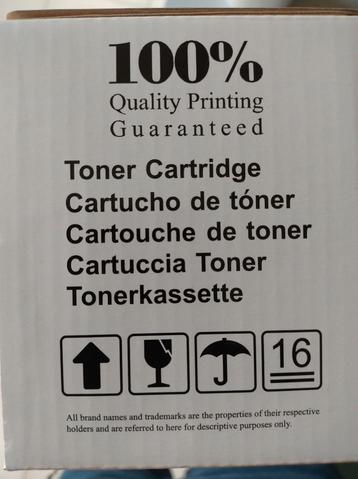 100%
Quality Printing
Guaranteed
Toner Cartridge
Cartucho de tóner
Cartouche de toner
Cartuccia Toner
Tonerkassette
16
All brand names and trademarks are the properties of their respective
holders and are referred to here for descriptive purposes only.